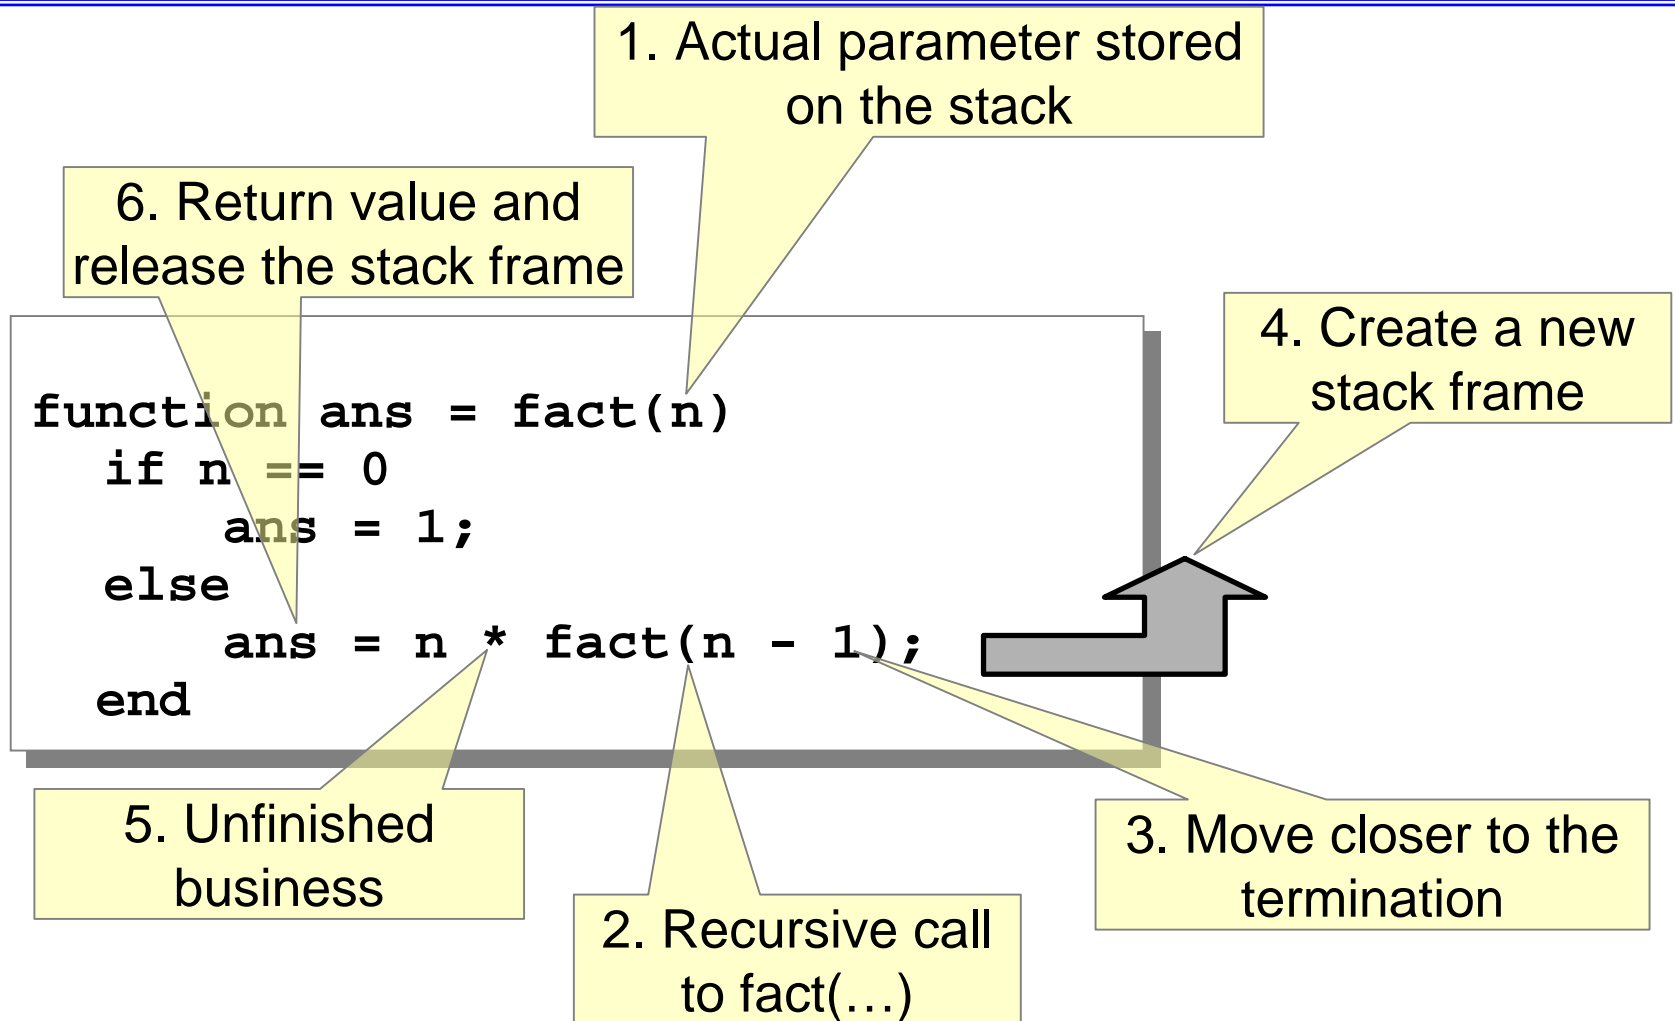 1. Actual parameter stored
on the stack
6. Return value and
release the stack frame
4. Create a new
stack frame
function ans = fact(n)
if n == 0
ans = 1;
else
ans = n * fact(n - 1);
end
5. Unfinished
business
3. Move closer to the
termination
2. Recursive call
to fact(…)